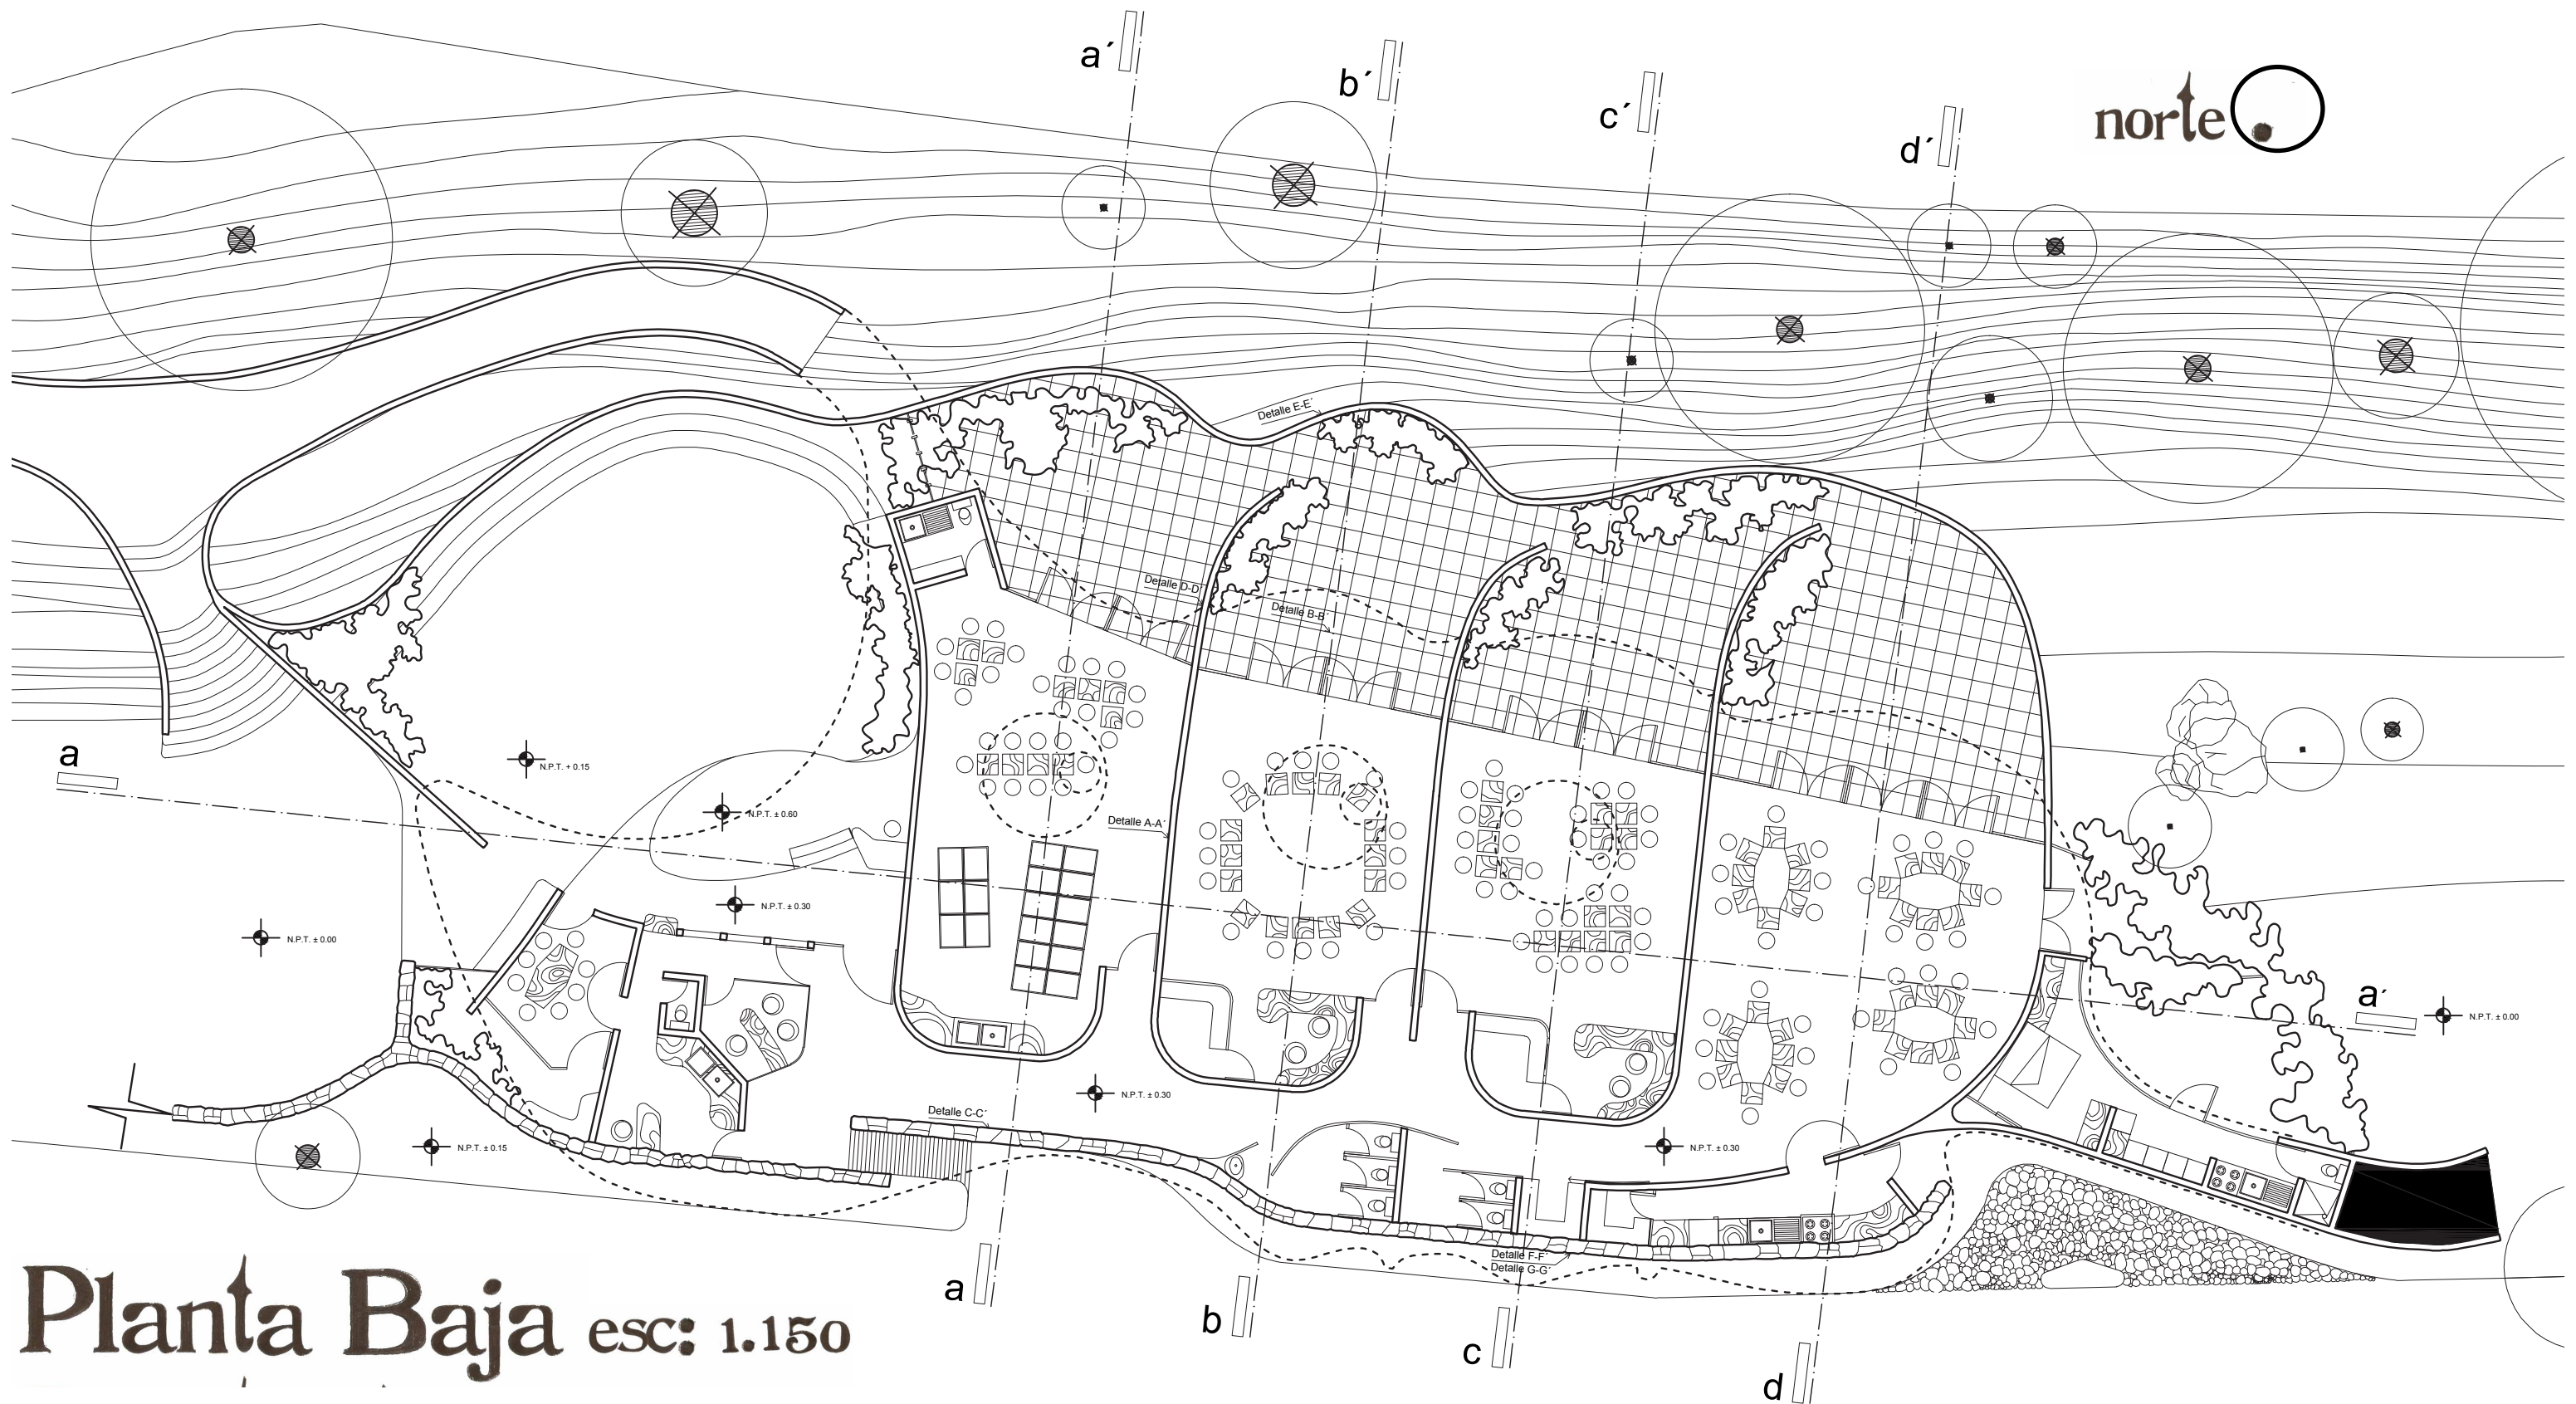 a´
b´
c´
d´
norte
Detalle E-E´
Detalle D-D´
Detalle B-B´
a
N.P.T. + 0.15
N.P.T. ± 0.60
Detalle A-A´
N.P.T. ± 0.30
N.P.T. ± 0.00
a´
N.P.T. ± 0.00
N.P.T. ± 0.30
Detalle C-C´
N.P.T. ± 0.15
N.P.T. ± 0.30
Detalle F-F´
Detalle G-G´
a
b
c
d
Planta Baja esc: 1.150